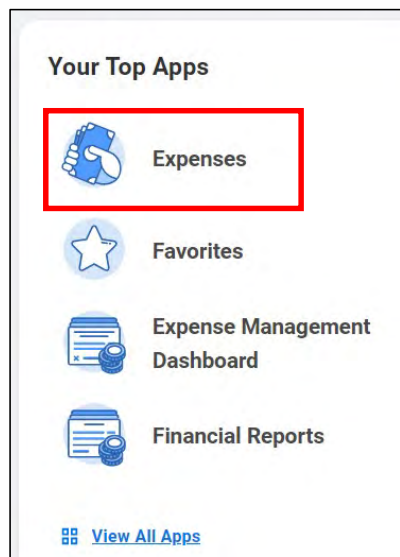 Your Top Apps
Expenses
Favorites
Expense Management
Dashboard
Financial Reports
View All Apps